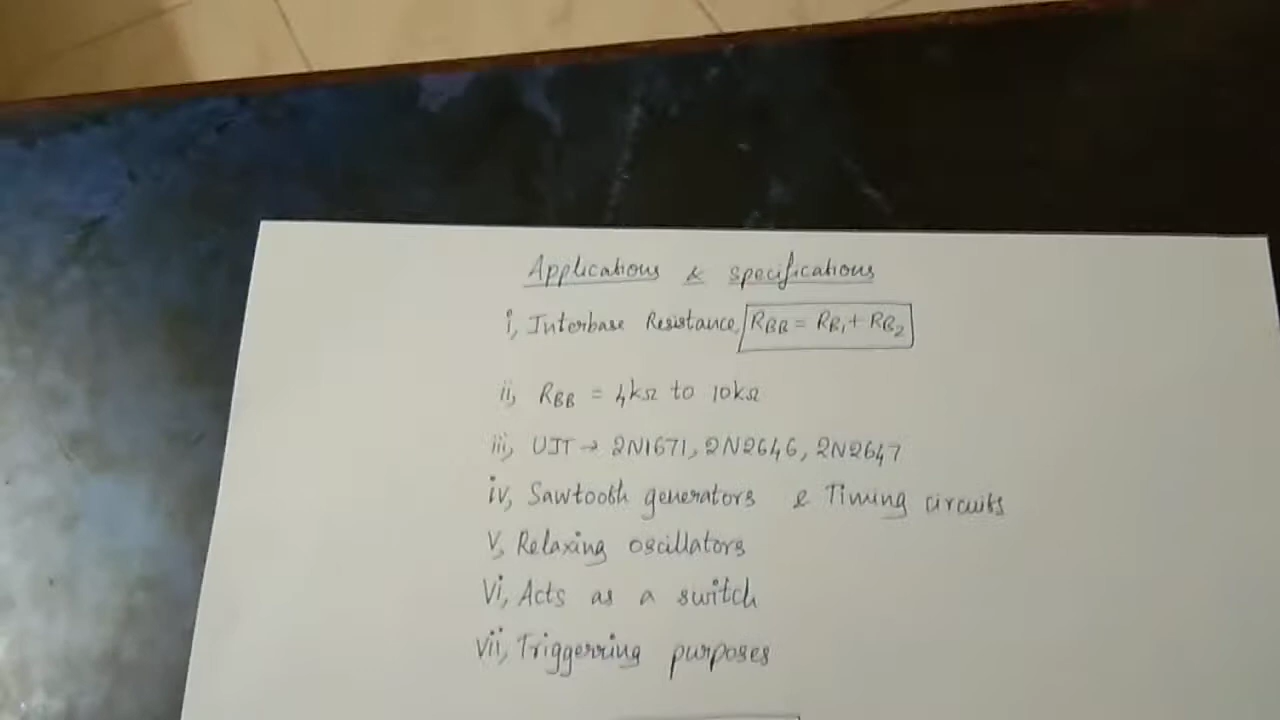 Applications & specifications
i, Interbase Resistance, RBB = RB1 + RB2
ii, RBB = 4kΩ to 10kΩ
iii, UJT → 2N1671, 2N2646, 2N2647
iv, Sawtooth generators & Timing circuits
v, Relaxing oscillators
vi, Acts as a switch
vii, Triggerring purposes